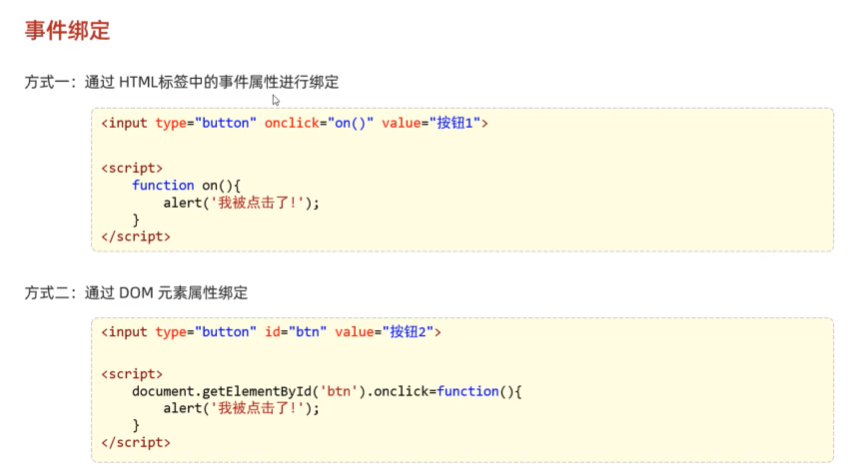 事件绑定
方式一：通过 HTML标签中的事件属性进行绑定
<input type="button" onclick="on()" value="按钮1">
<script>
function on(){
alert('我被点击了!');
}
</script>
方式二：通过 DOM 元素属性绑定
<input type="button" id="btn" value="按钮2">
<script>
document.getElementById('btn').onclick=function(){
alert('我被点击了!');
}
</script>